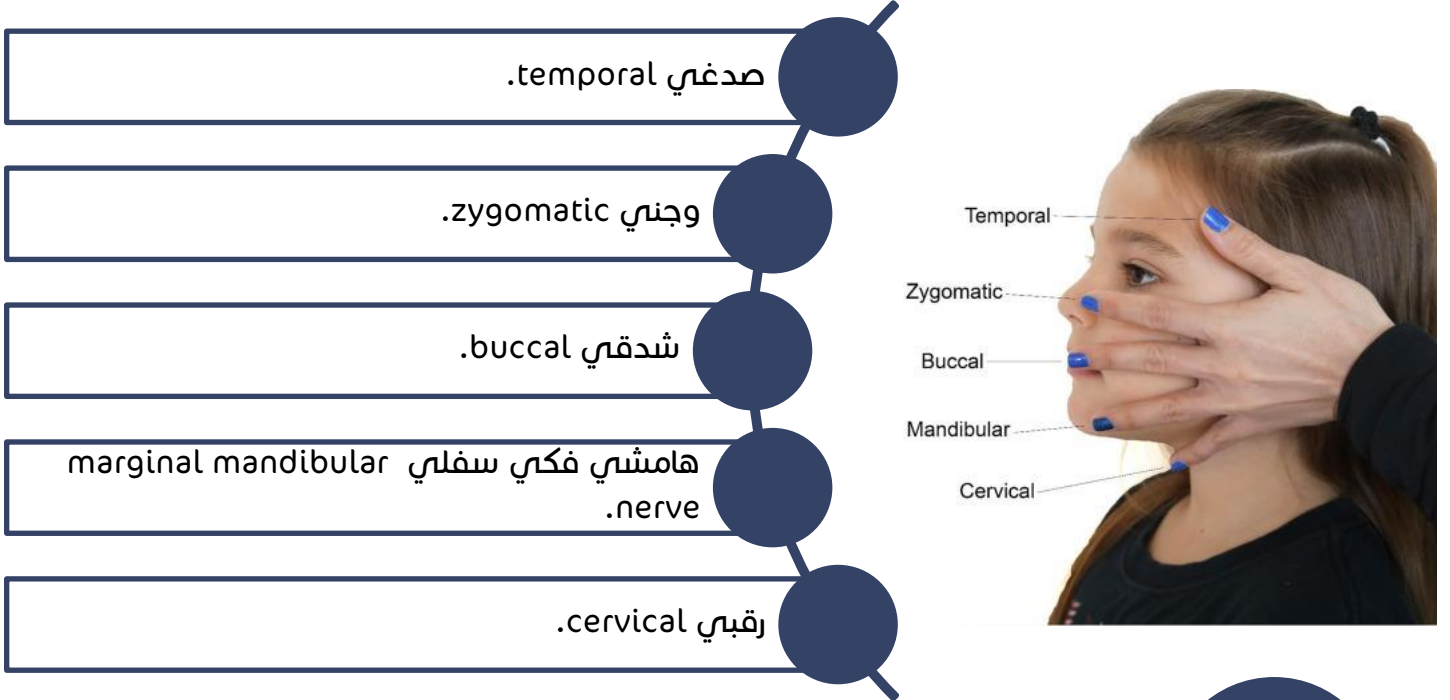 صدغي temporal.
وجني zygomatic.
شدقي buccal.
هامشي فكي سفلي marginal mandibular
nerve.
رقبي cervical.
Temporal
Zygomatic
Buccal
Mandibular
Cervical